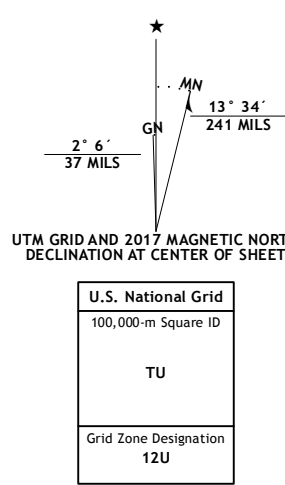 MN
GN
13° 34´
241 MILS
2° 6´
37 MILS
UTM GRID AND 2017 MAGNETIC NORT
DECLINATION AT CENTER OF SHEET
U.S. National Grid
100,000-m Square ID
TU
Grid Zone Designation
12U